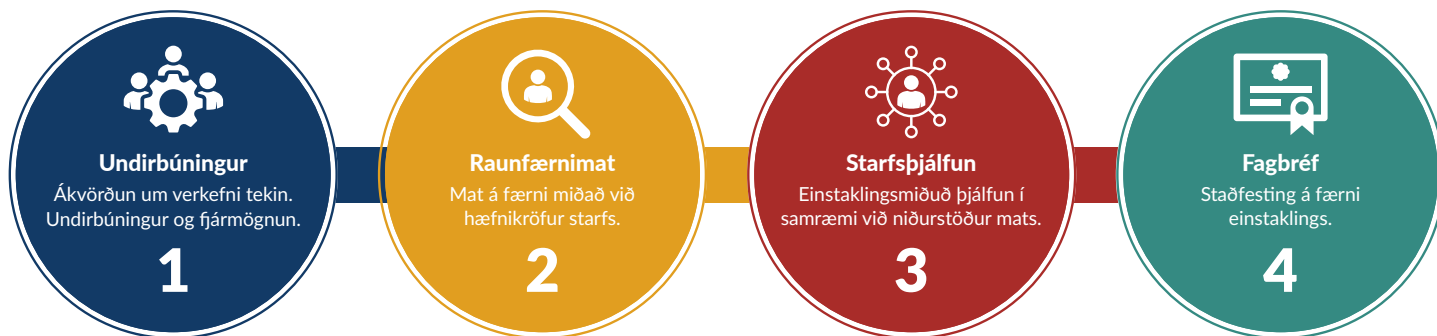 Undirbúningur
Ákvörðun um verkefni tekin.
Undirbúningur og fjármögnun.
1
Raunfærnimat
Mat á færni miðað við
hæfnikröfur starfs.
2
Starfsþjálfun
Einstaklingsmiðuð þjálfun í
samræmi við niðurstöður mats.
3
Fagbréf
Staðfesting á færni
einstaklings.
4